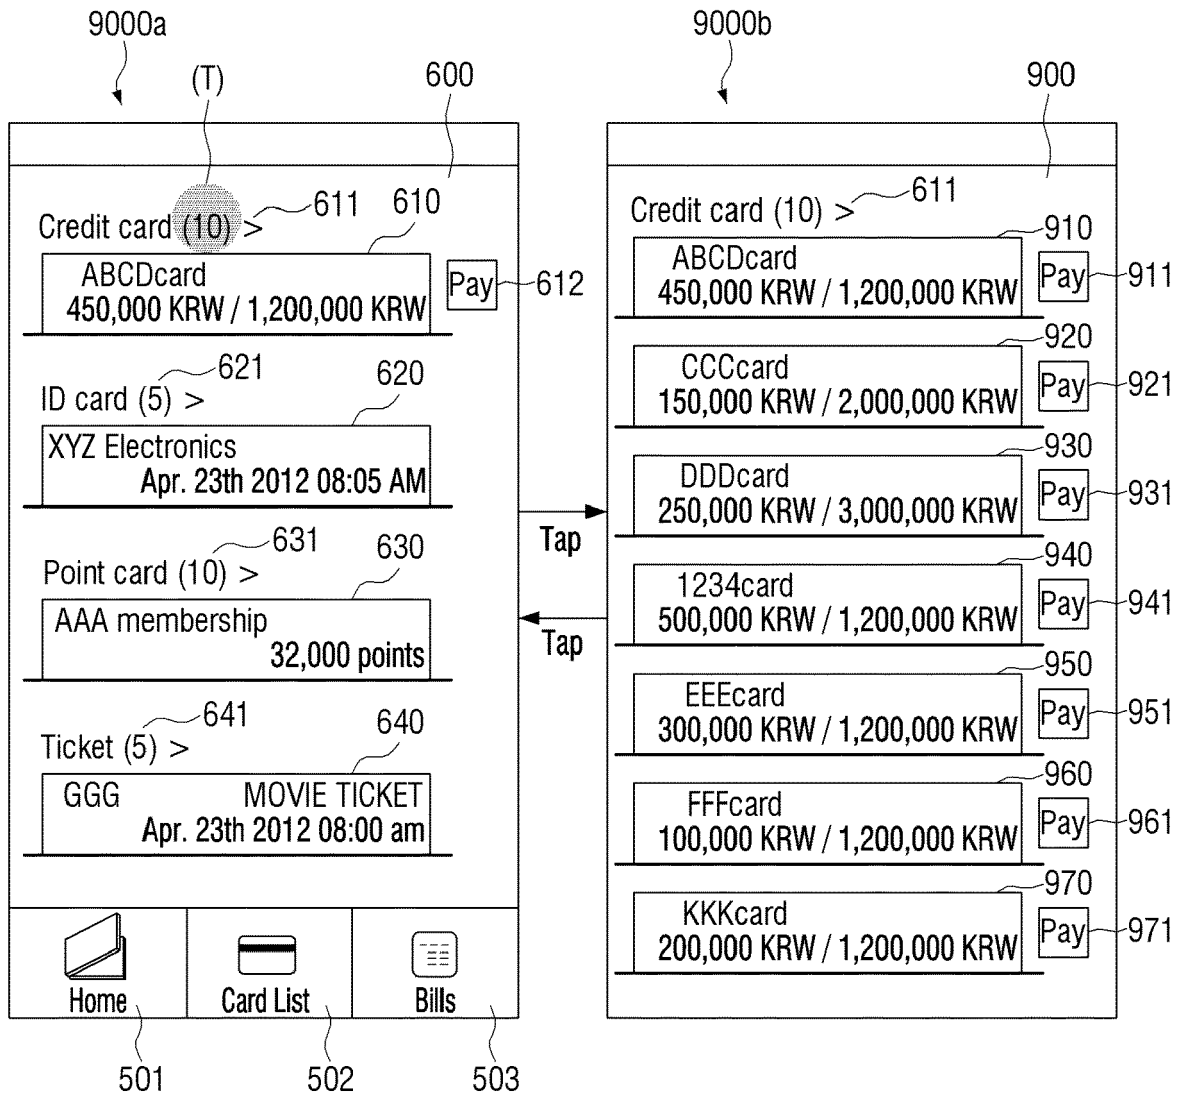 9000a
(T)
600
Credit card (10) >
611
610
ABCDcard
450,000 KRW / 1,200,000 KRW
Pay
612
621
620
ID card (5) >
XYZ Electronics
Apr. 23th 2012 08:05 AM
631
630
Point card (10) >
AAA membership
32,000 points
641
640
Ticket (5) >
GGG MOVIE TICKET
Apr. 23th 2012 08:00 am
Home
Card List
Bills
501
502
503
Tap
Tap
9000b
900
Credit card (10) >
611
910
ABCDcard
450,000 KRW / 1,200,000 KRW
Pay
911
920
CCCcard
150,000 KRW / 2,000,000 KRW
Pay
921
930
DDDcard
250,000 KRW / 3,000,000 KRW
Pay
931
940
1234card
500,000 KRW / 1,200,000 KRW
Pay
941
950
EEEcard
300,000 KRW / 1,200,000 KRW
Pay
951
960
FFFcard
100,000 KRW / 1,200,000 KRW
Pay
961
970
KKKcard
200,000 KRW / 1,200,000 KRW
Pay
971